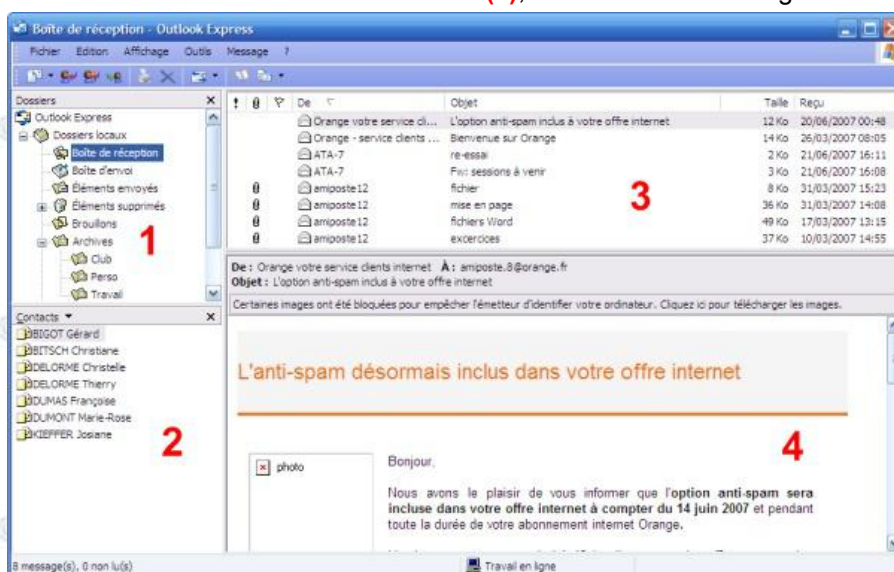 Boîte de réception - Outlook Express
Fichier Edition Affichage Outils Message ?
Dossiers
Outlook Express
Dossiers locaux
Boîte de réception
Boîte d'envoi
Éléments envoyés
Éléments supprimés
Brouillons
Archives
Club
Perso
Travail
1
Contacts
BIGOT Gérard
BITSCH Christiane
DELORME Christelle
DELORME Thierry
DUMAS Françoise
DUMONT Marie-Rose
KIEFFER Josiane
2
! De Objet Taille Reçu
Orange votre service cli... L'option anti-spam inclus à votre offre internet 12 Ko 20/06/2007 00:48
Orange - service clients ... Bienvenue sur Orange 14 Ko 26/03/2007 08:05
ATA-7 re-essai 2 Ko 21/06/2007 16:11
ATA-7 Fw: sessions à venir 3 Ko 21/06/2007 16:08
amiposte12 fichier 8 Ko 31/03/2007 15:23
amiposte12 mise en page 36 Ko 31/03/2007 14:08
amiposte12 fichiers Word 49 Ko 17/03/2007 13:15
amiposte12 excercices 37 Ko 10/03/2007 14:55
3
De : Orange votre service clients internet À : amiposte.8@orange.fr
Objet : L'option anti-spam inclus à votre offre internet
Certaines images ont été bloquées pour empêcher l'émetteur d'identifier votre ordinateur. Cliquez ici pour télécharger les images.
L'anti-spam désormais inclus dans votre offre internet
4
photo
Bonjour,
Nous avons le plaisir de vous informer que l'option anti-spam sera
incluse dans votre offre internet à compter du 14 juin 2007 et pendant
toute la durée de votre abonnement internet Orange.
8 message(s), 0 non lu(s)
Travail en ligne